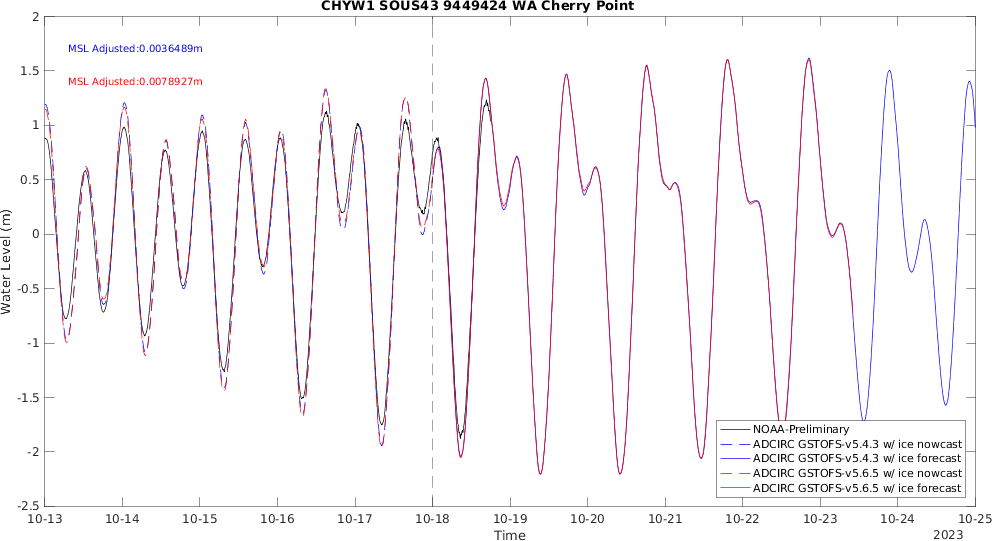 CHYW1 SOUS43 9449424 WA Cherry Point
2
1.5
1
0.5
0
-0.5
-1
-1.5
-2
-2.5
Water Level (m)
MSL Adjusted:0.0036489m
MSL Adjusted:0.0078927m
NOAA-Preliminary
ADCIRC GSTOFS-v5.4.3 w/ ice nowcast
ADCIRC GSTOFS-v5.4.3 w/ ice forecast
ADCIRC GSTOFS-v5.6.5 w/ ice nowcast
ADCIRC GSTOFS-v5.6.5 w/ ice forecast
10-13 10-14 10-15 10-16 10-17 10-18 10-19 10-20 10-21 10-22 10-23 10-24 10-25
Time
2023